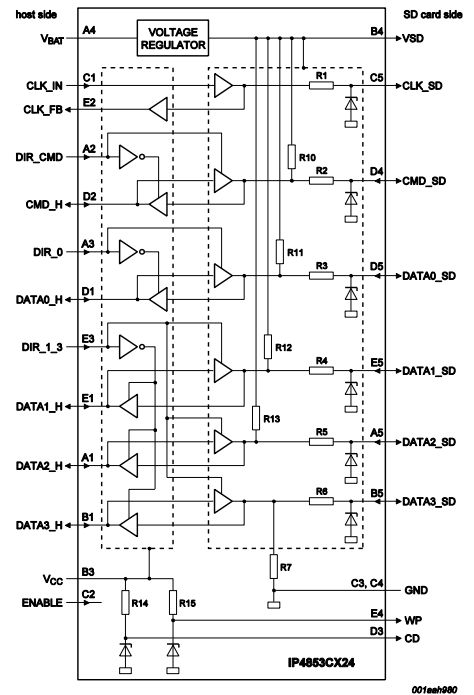 host side
SD card side
VBAT
A4
VOLTAGE
REGULATOR
B4
VSD
CLK_IN
C1
R1
C5
CLK_SD
CLK_FB
E2
DIR_CMD
A2
R10
R2
D4
CMD_SD
CMD_H
D2
DIR_0
A3
R11
R3
D5
DATA0_SD
DATA0_H
D1
DIR_1_3
E3
R12
R4
E5
DATA1_SD
DATA1_H
E1
R13
R5
A5
DATA2_SD
DATA2_H
A1
R6
B5
DATA3_SD
DATA3_H
B1
R7
VCC
B3
C3, C4
GND
ENABLE
C2
R14
R15
E4
WP
D3
CD
IP4853CX24
001aah980